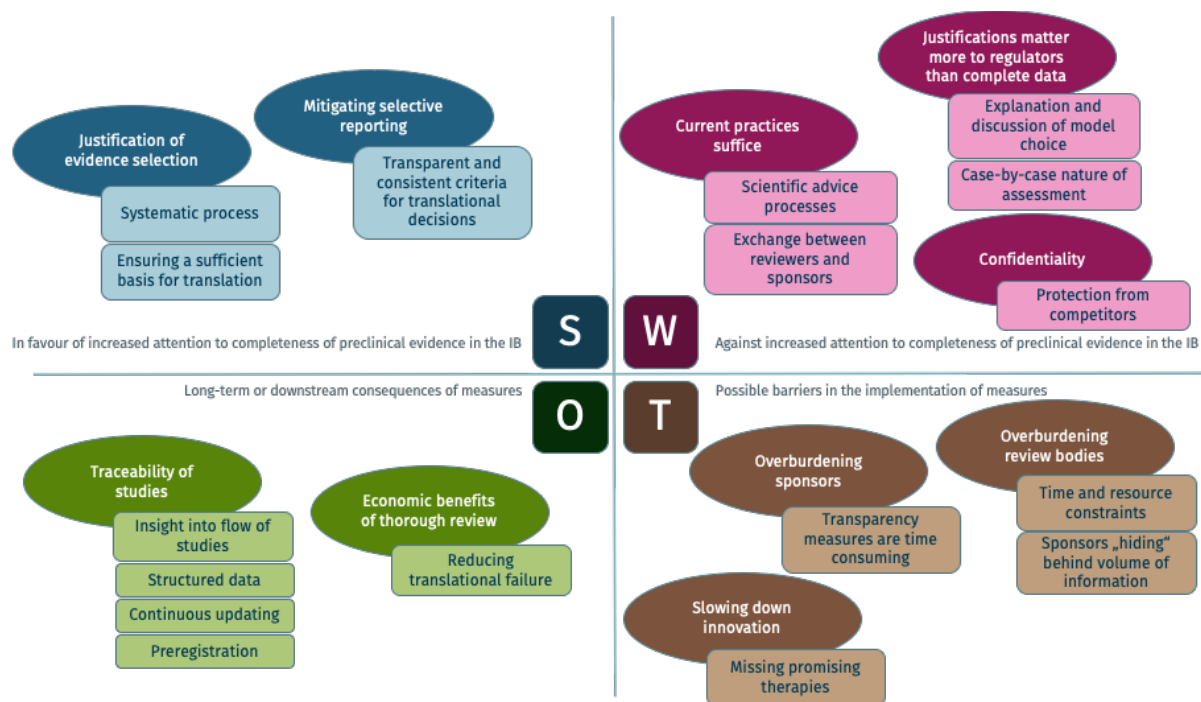 Justification of
evidence selection
Systematic process
Ensuring a sufficient
basis for translation
Mitigating selective
reporting
Transparent and
consistent criteria
for translational
decisions
In favour of increased attention to completeness of preclinical evidence in the IB
S
Current practices
suffice
Scientific advice
processes
Exchange between
reviewers and
sponsors
Justifications matter
more to regulators
than complete data
Explanation and
discussion of model
choice
Case-by-case nature of
assessment
Confidentiality
Protection from
competitors
W
Against increased attention to completeness of preclinical evidence in the IB
Long-term or downstream consequences of measures
O
Traceability of
studies
Insight into flow of
studies
Structured data
Continuous updating
Preregistration
Economic benefits
of thorough review
Reducing
translational failure
T
Possible barriers in the implementation of measures
Overburdening
sponsors
Transparency
measures are time
consuming
Overburdening
review bodies
Time and resource
constraints
Sponsors „hiding“
behind volume of
information
Slowing down
innovation
Missing promising
therapies